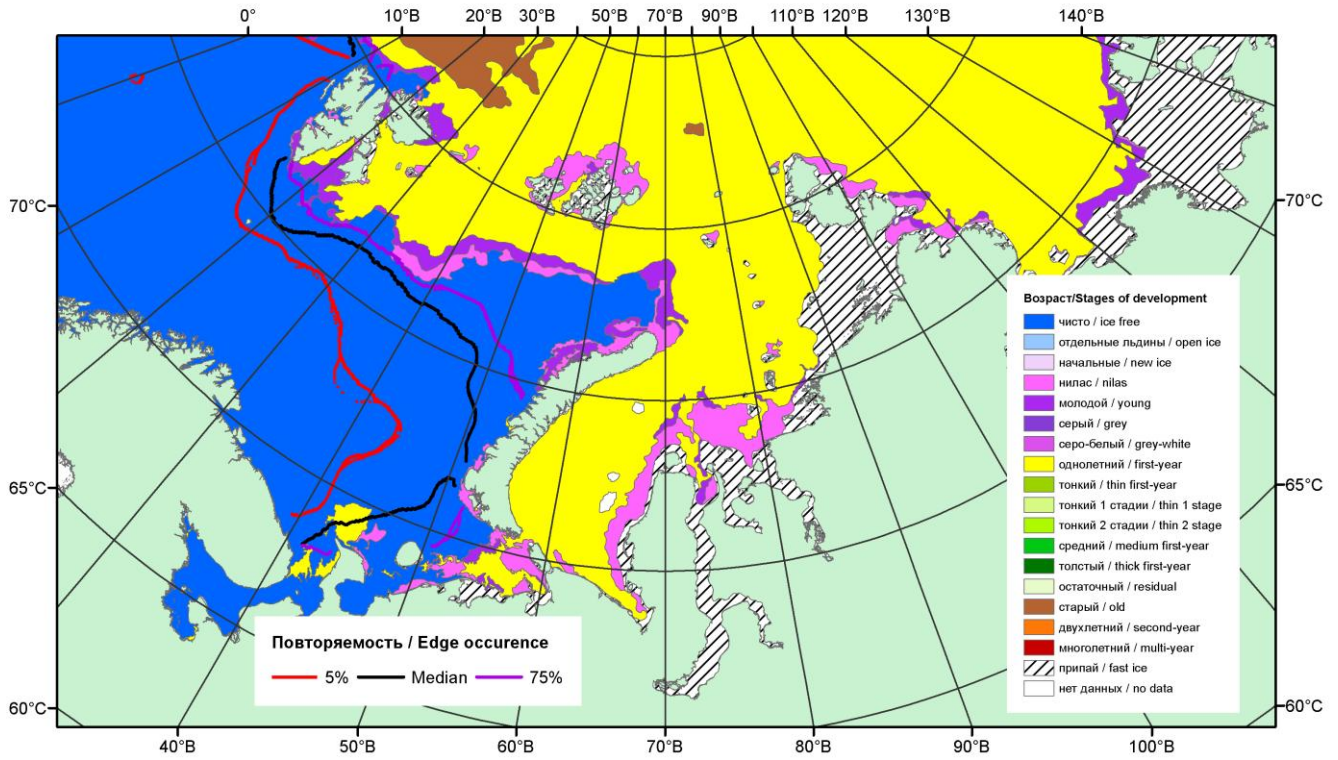 0° 10°В 20°В 30°В 50°В 70°В 90°В 110°В 120°В 130°В 140°В
70°С 70°С
Возраст/Stages of development
чисто / ice free
отдельные льдины / open ice
начальные / new ice
нилас / nilas
молодой / young
серый / grey
серо-белый / grey-white
однолетний / first-year
тонкий / thin first-year
тонкий 1 стадии / thin 1 stage
тонкий 2 стадии / thin 2 stage
средний / medium first-year
толстый / thick first-year
остаточный / residual
старый / old
двухлетний / second-year
многолетний / multi-year
припай / fast ice
нет данных / no data
65°С 65°С
Повторяемость / Edge occurence
5% Median 75%
60°С 60°С
40°В 50°В 60°В 70°В 80°В 90°В 100°В